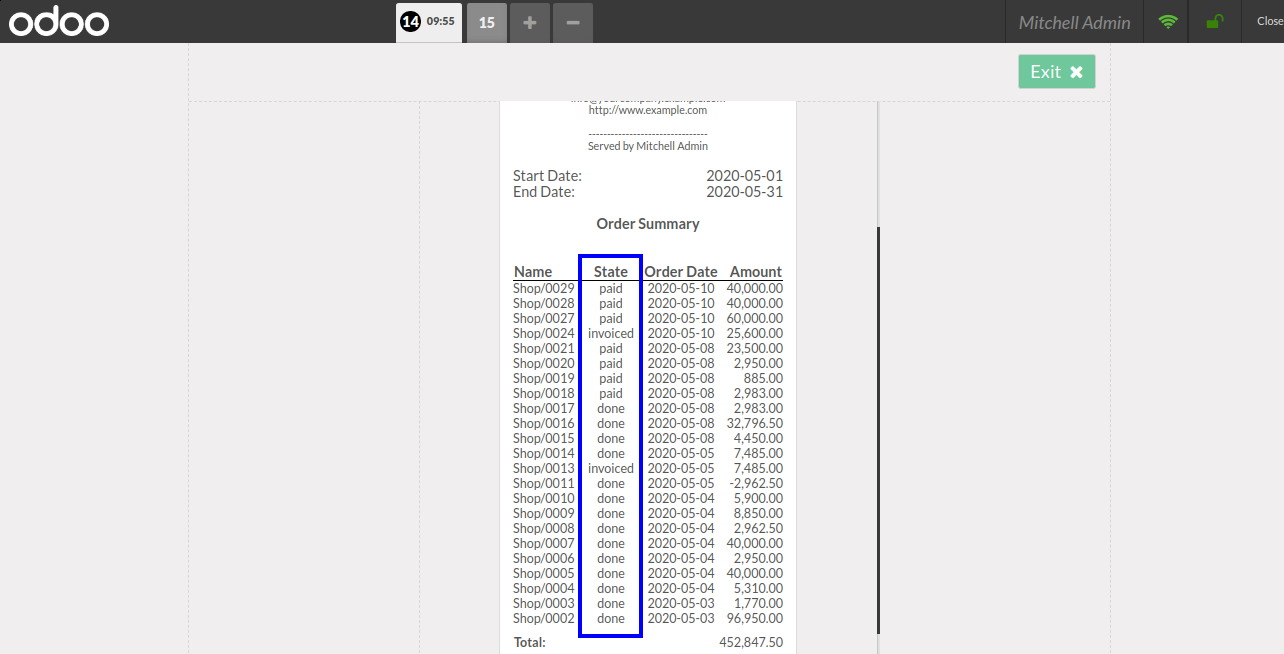 odoo
14 09:55 15 + − Mitchell Admin Close
Exit ✖
http://www.example.com
--------------------------------
Served by Mitchell Admin
Start Date: 2020-05-01
End Date: 2020-05-31
Order Summary
Name State Order Date Amount
Shop/0029 paid 2020-05-10 40,000.00
Shop/0028 paid 2020-05-10 40,000.00
Shop/0027 paid 2020-05-10 60,000.00
Shop/0024 invoiced 2020-05-10 25,600.00
Shop/0021 paid 2020-05-08 23,500.00
Shop/0020 paid 2020-05-08 2,950.00
Shop/0019 paid 2020-05-08 885.00
Shop/0018 paid 2020-05-08 2,983.00
Shop/0017 done 2020-05-08 2,983.00
Shop/0016 done 2020-05-08 32,796.50
Shop/0015 done 2020-05-08 4,450.00
Shop/0014 done 2020-05-05 7,485.00
Shop/0013 invoiced 2020-05-05 7,485.00
Shop/0011 done 2020-05-05 -2,962.50
Shop/0010 done 2020-05-04 5,900.00
Shop/0009 done 2020-05-04 8,850.00
Shop/0008 done 2020-05-04 2,962.50
Shop/0007 done 2020-05-04 40,000.00
Shop/0006 done 2020-05-04 2,950.00
Shop/0005 done 2020-05-04 40,000.00
Shop/0004 done 2020-05-04 5,310.00
Shop/0003 done 2020-05-03 1,770.00
Shop/0002 done 2020-05-03 96,950.00
Total: 452,847.50